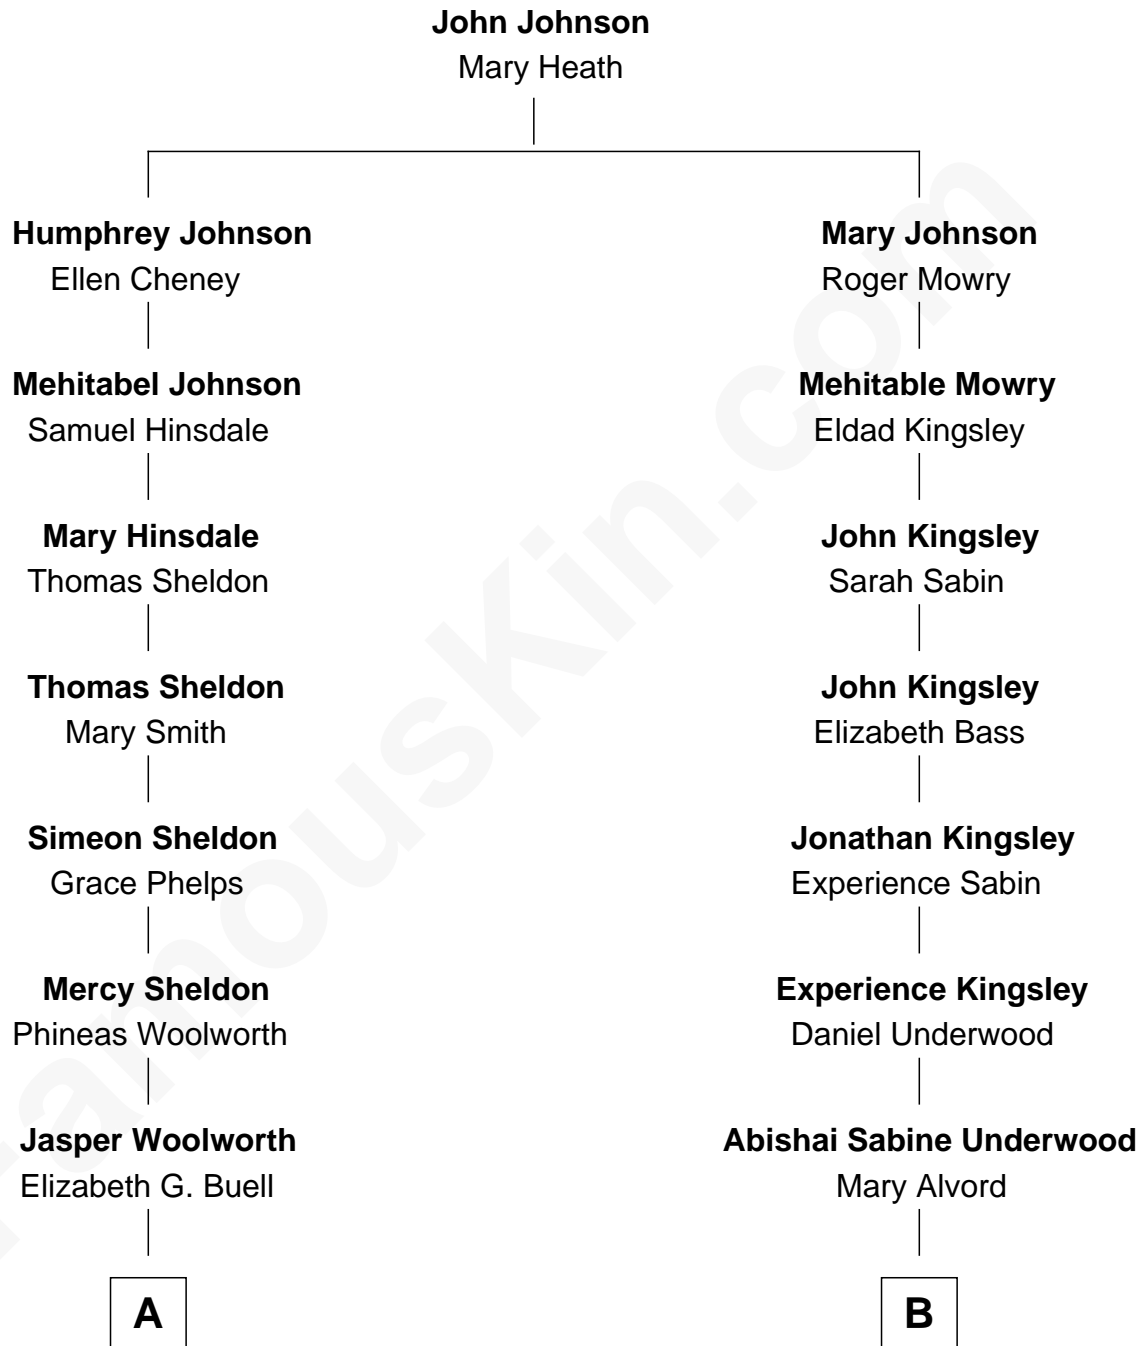 John Johnson
Mary Heath
Humphrey Johnson
Ellen Cheney
Mary Johnson
Roger Mowry
Mehitabel Johnson
Samuel Hinsdale
Mehitable Mowry
Eldad Kingsley
Mary Hinsdale
Thomas Sheldon
John Kingsley
Sarah Sabin
Thomas Sheldon
Mary Smith
John Kingsley
Elizabeth Bass
Simeon Sheldon
Grace Phelps
Jonathan Kingsley
Experience Sabin
Mercy Sheldon
Phineas Woolworth
Experience Kingsley
Daniel Underwood
Jasper Woolworth
Elizabeth G. Buell
Abishai Sabine Underwood
Mary Alvord
A
B
FamousKin.com